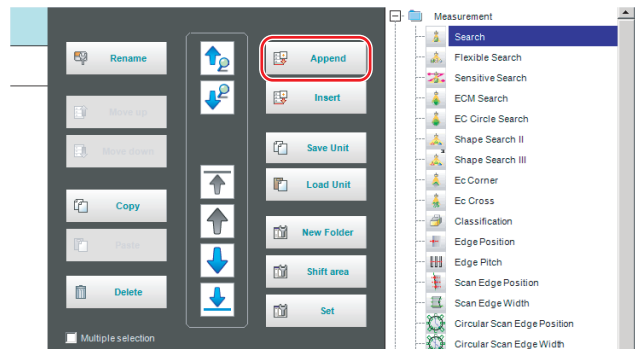 Rename
Move up
Move down
Copy
Paste
Delete
Multiple selection
Append
Insert
Save Unit
Load Unit
New Folder
Shift area
Set
Measurement
Search
Flexible Search
Sensitive Search
ECM Search
EC Circle Search
Shape Search II
Shape Search III
Ec Corner
Ec Cross
Classification
Edge Position
Edge Pitch
Scan Edge Position
Scan Edge Width
Circular Scan Edge Position
Circular Scan Edge Width